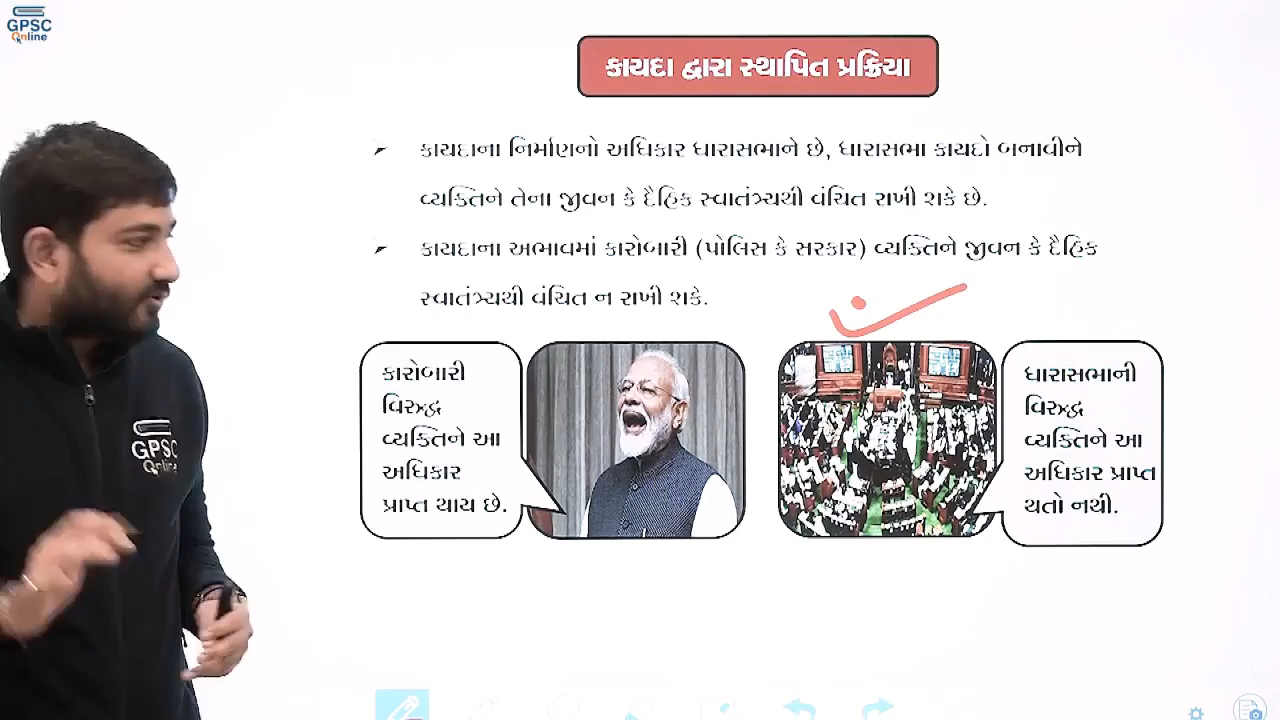 GPSC
Online
કાયદા દ્વારા સ્થાપિત પ્રક્રિયા
➤ કાયદાના નિર્માણનો અધિકાર ધારાસભાને છે, ધારાસભા કાયદો બનાવીને
વ્યક્તિને તેના જીવન કે દૈહિક સ્વાતંત્ર્યથી વંચિત રાખી શકે છે.
➤ કાયદાના અભાવમાં કારોબારી (પોલિસ કે સરકાર) વ્યક્તિને જીવન કે દૈહિક
સ્વાતંત્ર્યથી વંચિત ન રાખી શકે.
કારોબારી
વિરુદ્ધ
વ્યક્તિને આ
અધિકાર
પ્રાપ્ત થાય છે.
ધારાસભાની
વિરુદ્ધ
વ્યક્તિને આ
અધિકાર પ્રાપ્ત
થતો નથી.
GPSC
Online